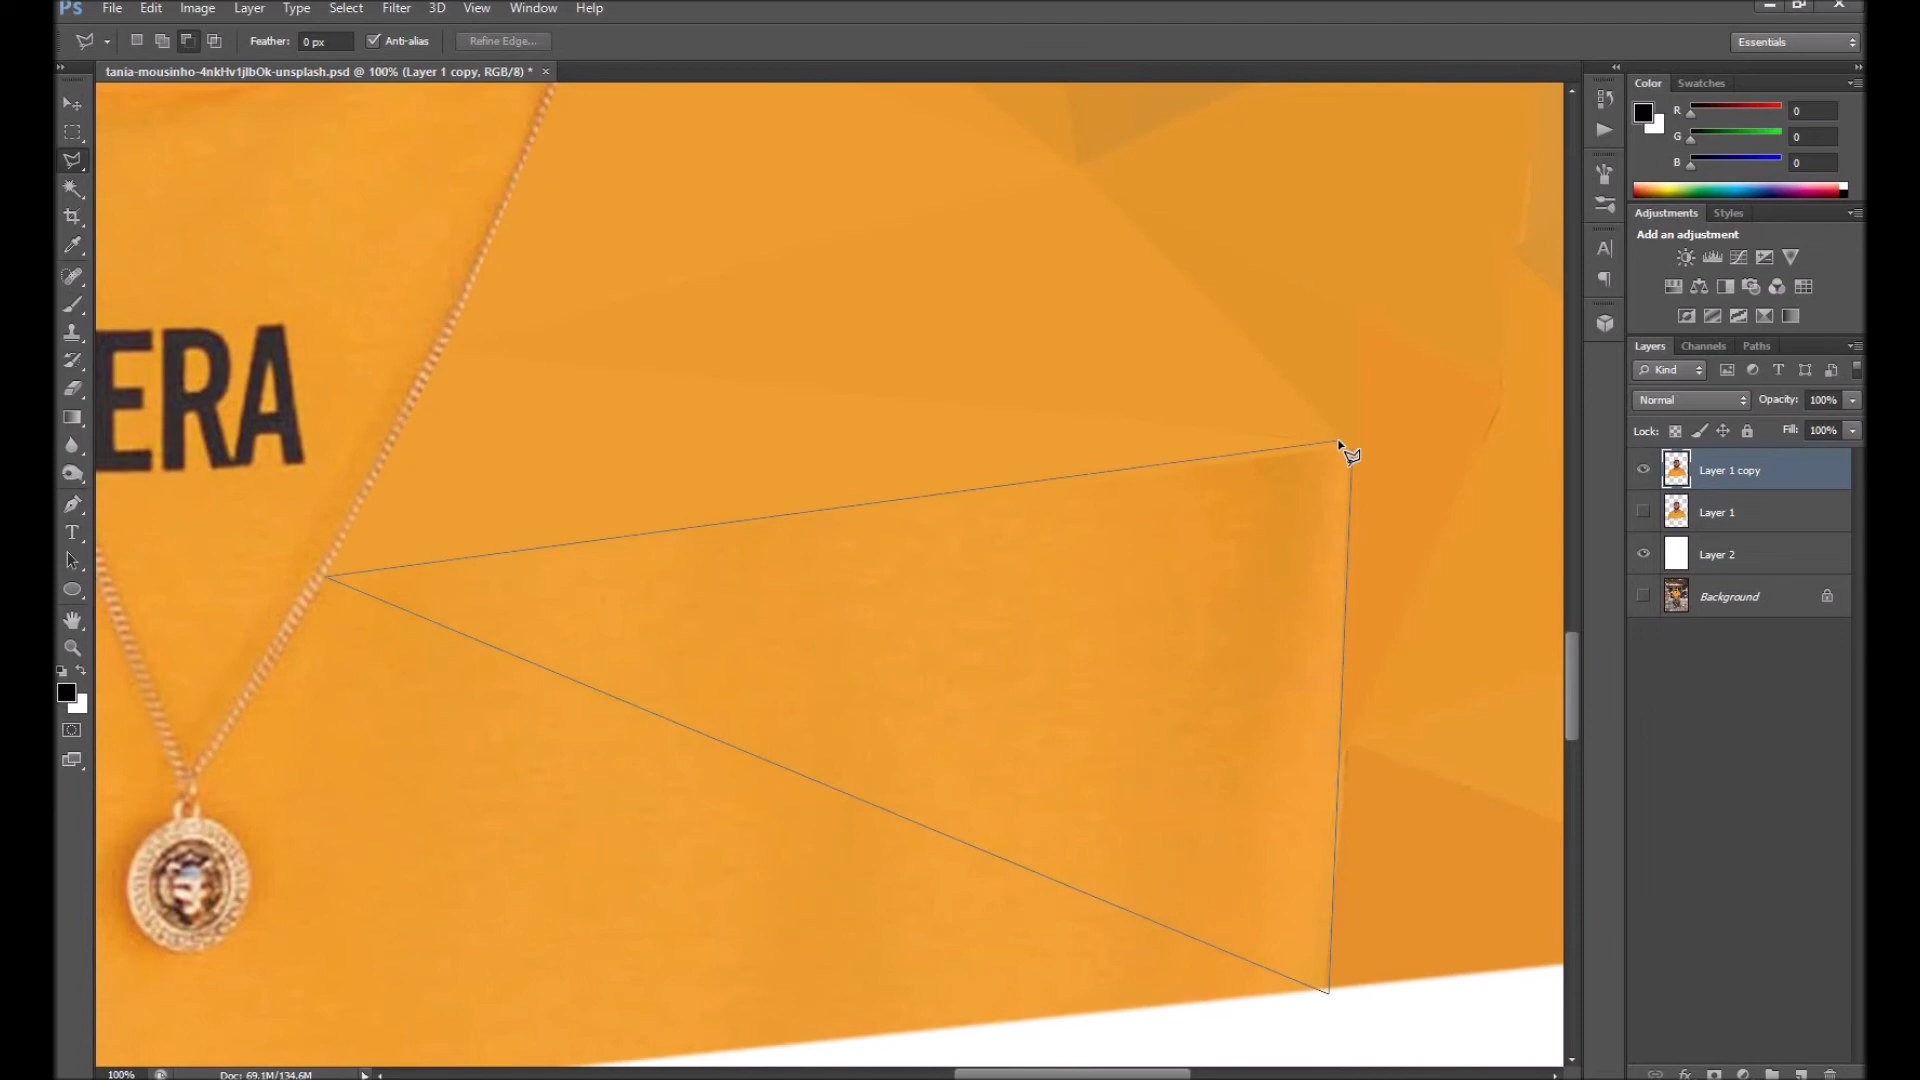 Ps File Edit Image Layer Type Select Filter 3D View Window Help
Feather: 0 px Anti-alias Refine Edge... Essentials
tania-mousinho-4nkHv1jlbOk-unsplash.psd @ 100% (Layer 1 copy, RGB/8) *
Color Swatches
R 0
G 0
B 0
Adjustments Styles
Add an adjustment
Layers Channels Paths
Kind
Normal Opacity: 100%
Lock: Fill: 100%
Layer 1 copy
Layer 1
Layer 2
Background
ERA
100% Doc: 69.1M/134.6M